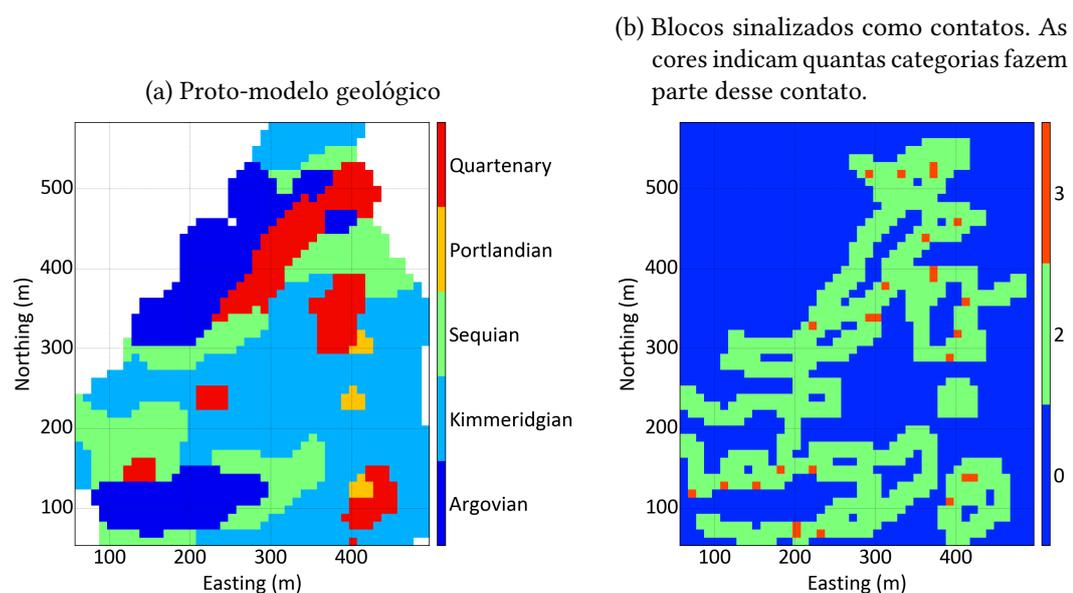 (a) Proto-modelo geológico
Quartenary
Portlandian
Sequian
Kimmeridgian
Argovian
500
400
300
200
100
Northing (m)
100 200 300 400
Easting (m)
(b) Blocos sinalizados como contatos. As
cores indicam quantas categorias fazem
parte desse contato.
3
2
0
500
400
300
200
100
Northing (m)
100 200 300 400
Easting (m)